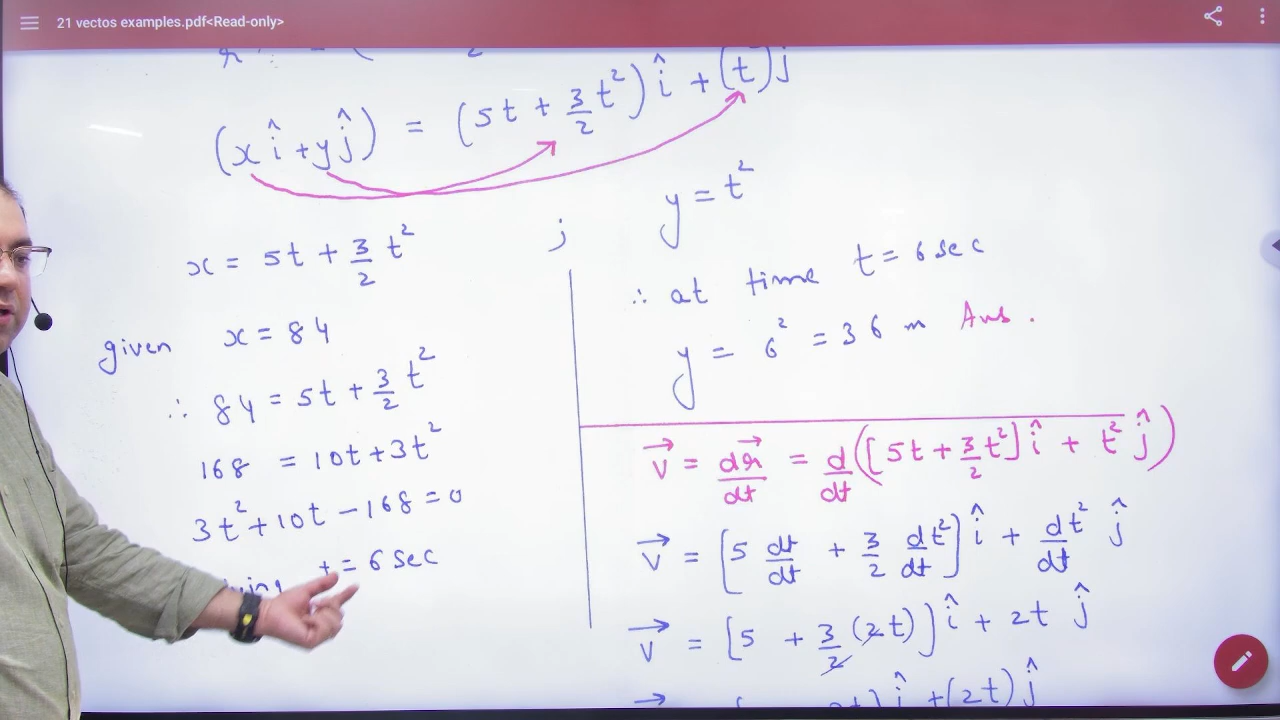 21 vectos examples.pdf<Read-only>
(x î + y ĵ) = (5t + 3/2 t²) î + (t) j
x = 5t + 3/2 t² ; y = t²
given x = 84
∴ 84 = 5t + 3/2 t²
168 = 10t + 3t²
3t² + 10t - 168 = 0
t = 6 sec
∴ at time t = 6 sec
y = 6² = 36 m Ans.
v⃗ = dr⃗/dt = d/dt ([5t + 3/2 t²] î + t² ĵ)
v⃗ = [5 dt/dt + 3/2 dt²/dt] î + dt²/dt ĵ
v⃗ = [5 + 3/2 (2t)] î + 2t ĵ
î + (2t) ĵ